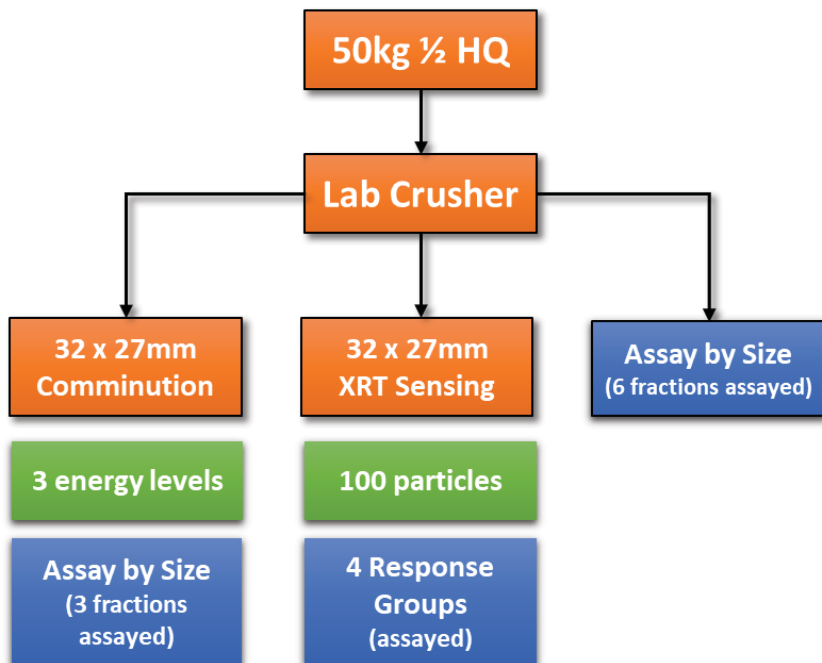 50kg ½ HQ
Lab Crusher
32 x 27mm
Comminution
32 x 27mm
XRT Sensing
Assay by Size
(6 fractions assayed)
3 energy levels
100 particles
Assay by Size
(3 fractions
assayed)
4 Response
Groups
(assayed)